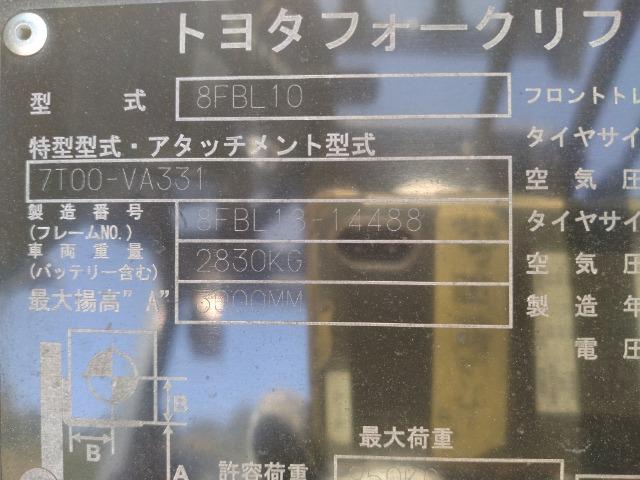 トヨタフォークリフ
型 式 8FBL10 フロントトレ
特型型式・アタッチメント型式 タイヤサイ
7T00-VA331 空気圧
製造番号 8FBL18-14488 タイヤサイ
(フレームNO.)
車両重量 2830KG 空気圧
(バッテリー含む)
最大揚高"A" 3000MM 製造年
電圧
B
B
A
最大荷重
許容荷重 950KG